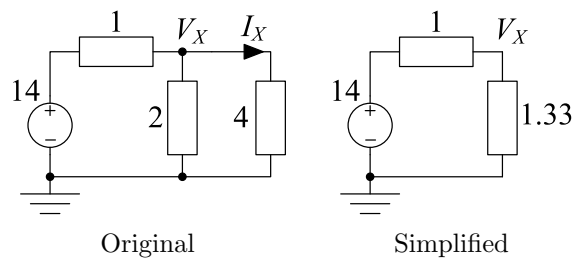 1 V_X I_X
14 + − 2 4
Original
1 V_X
14 + − 1.33
Simplified